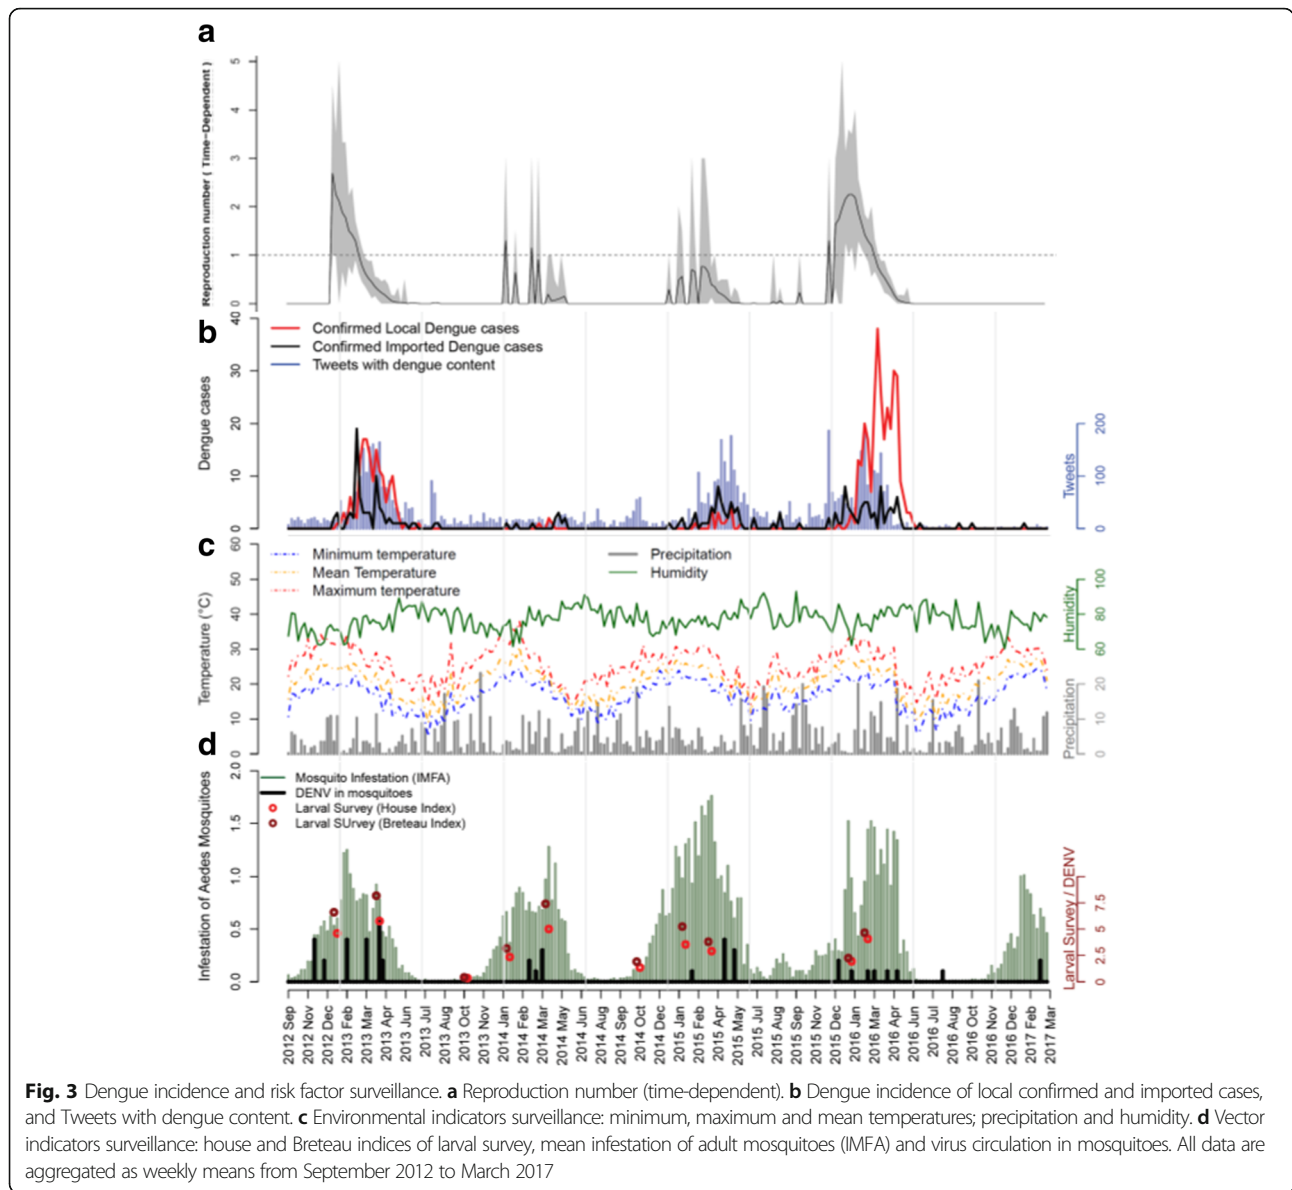 a
Reproduction number ( Time-Dependent )
5
4
3
2
1
0
b
Confirmed Local Dengue cases
Confirmed Imported Dengue cases
Tweets with dengue content
Dengue cases
40
30
20
10
0
Tweets
200
100
0
c
Minimum temperature
Mean Temperature
Maximum temperature
Precipitation
Humidity
Temperature (°C)
60
50
40
30
20
10
0
Humidity
100
80
60
Precipitation
20
10
0
d
Mosquito Infestation (IMFA)
DENV in mosquitoes
Larval Survey (House Index)
Larval SUrvey (Breteau Index)
Infestation of Aedes Mosquitoes
2.0
2.0
1.5
1.0
0.5
0.0
Larval Survey / DENV
7.5
5
2.5
0
2012 Sep
2012 Nov
2012 Dec
2013 Feb
2013 Mar
2013 Apr
2013 Jun
2013 Jul
2013 Sep
2013 Oct
2013 Nov
2014 Jan
2014 Feb
2014 Mar
2014 May
2014 Jun
2014 Aug
2014 Sep
2014 Oct
2014 Dec
2015 Jan
2015 Feb
2015 Apr
2015 May
2015 Jul
2015 Aug
2015 Sep
2015 Nov
2015 Dec
2016 Jan
2016 Mar
2016 Apr
2016 Jun
2016 Jul
2016 Aug
2016 Oct
2016 Nov
2016 Dec
2017 Feb
2017 Mar
Fig. 3 Dengue incidence and risk factor surveillance. a Reproduction number (time-dependent). b Dengue incidence of local confirmed and imported cases,
and Tweets with dengue content. c Environmental indicators surveillance: minimum, maximum and mean temperatures; precipitation and humidity. d Vector
indicators surveillance: house and Breteau indices of larval survey, mean infestation of adult mosquitoes (IMFA) and virus circulation in mosquitoes. All data are
aggregated as weekly means from September 2012 to March 2017